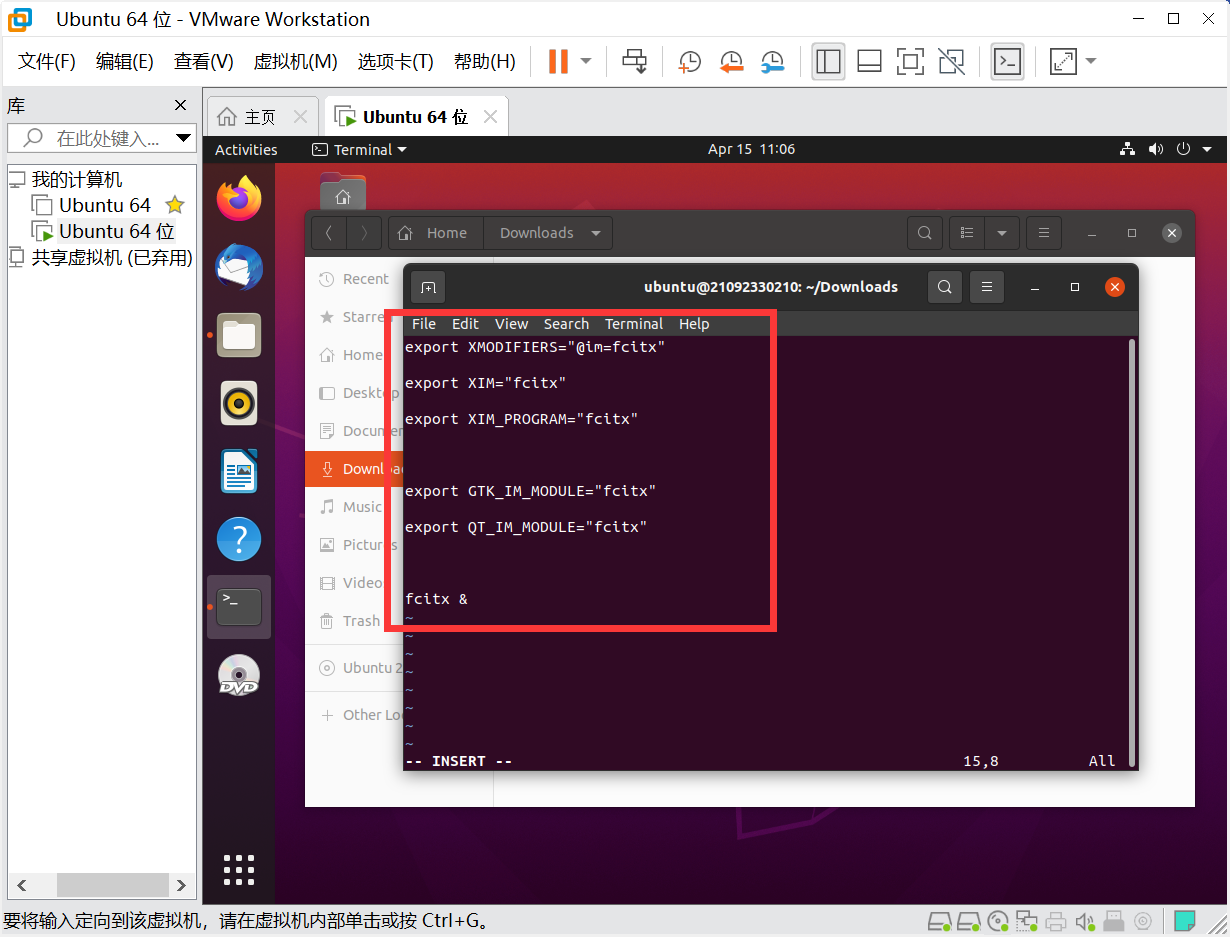 Ubuntu 64 位 - VMware Workstation
文件(F) 编辑(E) 查看(V) 虚拟机(M) 选项卡(T) 帮助(H)
库
在此处键入...
我的计算机
Ubuntu 64
Ubuntu 64 位
共享虚拟机 (已弃用)
主页
Ubuntu 64 位
Activities Terminal Apr 15 11:06
Home Downloads
Recent
Starre
Home
Desktop
Documen
Downloa
Music
Pictures
Video
Trash
Ubuntu 2
Other Lo
ubuntu@21092330210: ~/Downloads
File Edit View Search Terminal Help
export XMODIFIERS="@im=fcitx"
export XIM="fcitx"
export XIM_PROGRAM="fcitx"
export GTK_IM_MODULE="fcitx"
export QT_IM_MODULE="fcitx"
fcitx &
~
~
~
~
~
~
~
~
-- INSERT -- 15,8 All
DVD
要将输入定向到该虚拟机，请在虚拟机内部单击或按 Ctrl+G。